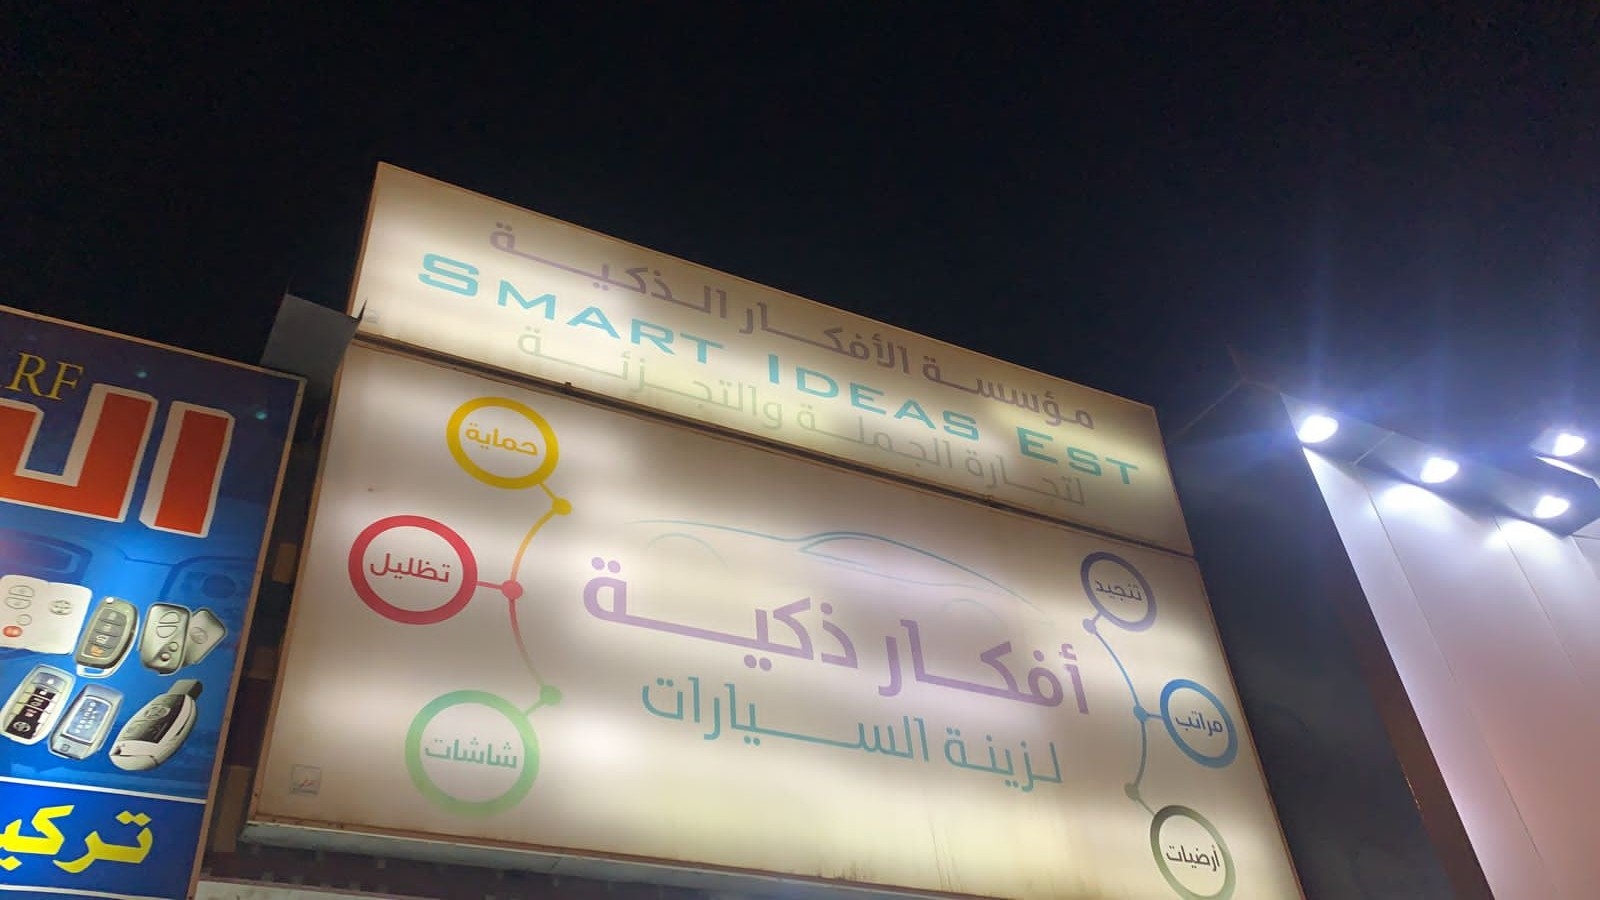 مؤسسة الأفكار الذكية
SMART IDEAS EST
لتجارة الجملة والتجزئة
أفكار ذكية
لزينة السيارات
تنجيد
مراتب
أرضيات
حماية
تظليل
شاشات
RF